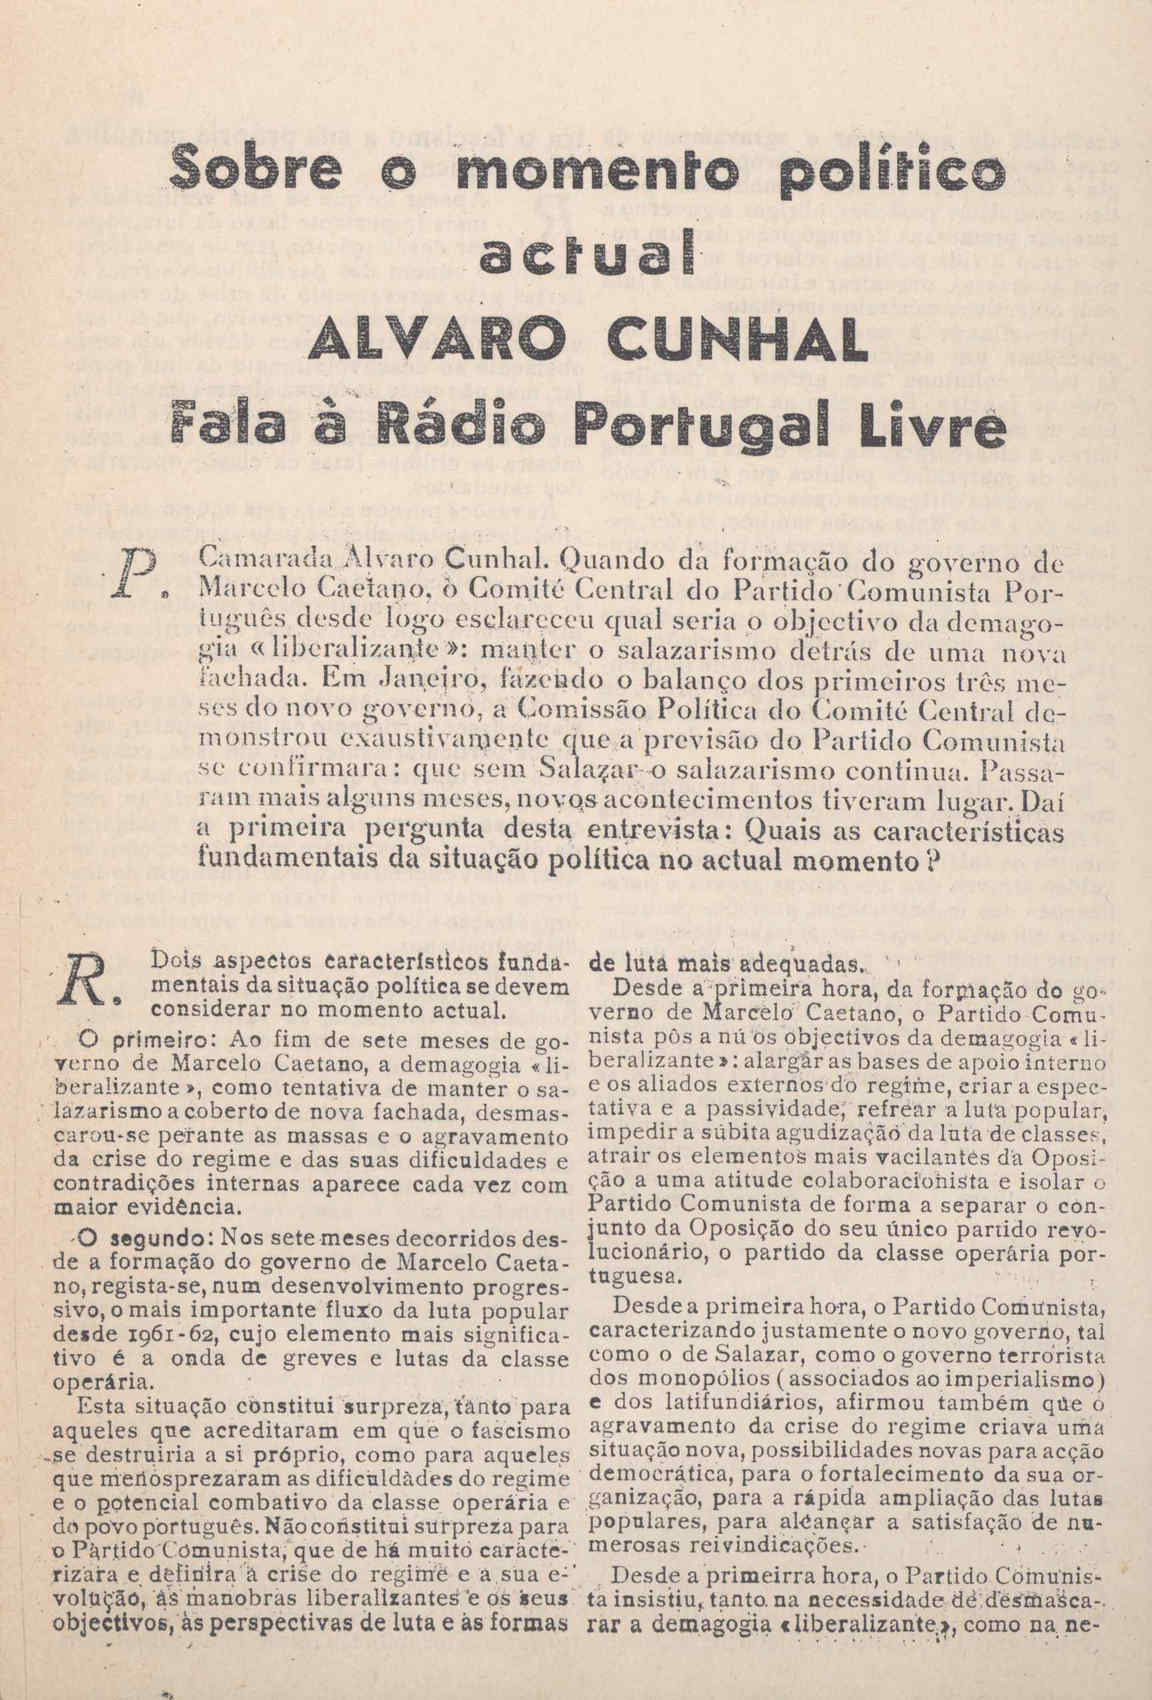 Sobre o momento político
actual
ALVARO CUNHAL
Fala à Rádio Portugal Livre
P. Camarada Álvaro Cunhal. Quando da formação do governo de
Marcelo Caetano, o Comité Central do Partido Comunista Por-
tuguês desde logo esclareceu qual seria o objectivo da demago-
gia «liberalizante»: manter o salazarismo detrás de uma nova
fachada. Em Janeiro, fazendo o balanço dos primeiros três me-
ses do novo governo, a Comissão Política do Comité Central de-
monstrou exaustivamente que a previsão do Partido Comunista
se confirmara: que sem Salazar o salazarismo continua. Passa-
ram mais alguns meses, novos acontecimentos tiveram lugar. Daí
a primeira pergunta desta entrevista: Quais as características
fundamentais da situação política no actual momento?
R. Dois aspectos característicos funda-
mentais da situação política se devem
considerar no momento actual.
O primeiro: Ao fim de sete meses de go-
verno de Marcelo Caetano, a demagogia «li-
beralizante», como tentativa de manter o sa-
lazarismo a coberto de nova fachada, desmas-
carou-se perante as massas e o agravamento
da crise do regime e das suas dificuldades e
contradições internas aparece cada vez com
maior evidência.
O segundo: Nos sete meses decorridos des-
de a formação do governo de Marcelo Caeta-
no, regista-se, num desenvolvimento progres-
sivo, o mais importante fluxo da luta popular
desde 1961-62, cujo elemento mais significa-
tivo é a onda de greves e lutas da classe
operária.
Esta situação constitui surpreza, tanto para
aqueles que acreditaram em que o fascismo
se destruiria a si próprio, como para aqueles
que menosprezaram as dificuldades do regime
e o potencial combativo da classe operária e
do povo português. Não constitui surpreza para
o Partido Comunista, que de há muito caracte-
rizara e definira a crise do regime e a sua e-
volução, as manobras liberalizantes e os seus
objectivos, as perspectivas de luta e as formas
de luta mais adequadas.
Desde a primeira hora, da formação do go-
verno de Marcelo Caetano, o Partido Comu-
nista pôs a nú os objectivos da demagogia «li-
beralizante»: alargar as bases de apoio interno
e os aliados externos do regime, criar a espec-
tativa e a passividade, refrear a luta popular,
impedir a súbita agudização da luta de classes,
atrair os elementos mais vacilantes da Oposi-
ção a uma atitude colaboracionista e isolar o
Partido Comunista de forma a separar o con-
junto da Oposição do seu único partido revo-
lucionário, o partido da classe operária por-
tuguesa.
Desde a primeira hora, o Partido Comunista,
caracterizando justamente o novo governo, tal
como o de Salazar, como o governo terrorista
dos monopólios (associados ao imperialismo)
e dos latifundiários, afirmou também que o
agravamento da crise do regime criava uma
situação nova, possibilidades novas para acção
democrática, para o fortalecimento da sua or-
ganização, para a rápida ampliação das lutas
populares, para alcançar a satisfação de nu-
merosas reivindicações.
Desde a primeirra hora, o Partido Comunis-
ta insistiu, tanto na necessidade de desmasca-
rar a demagogia «liberalizante», como na ne-